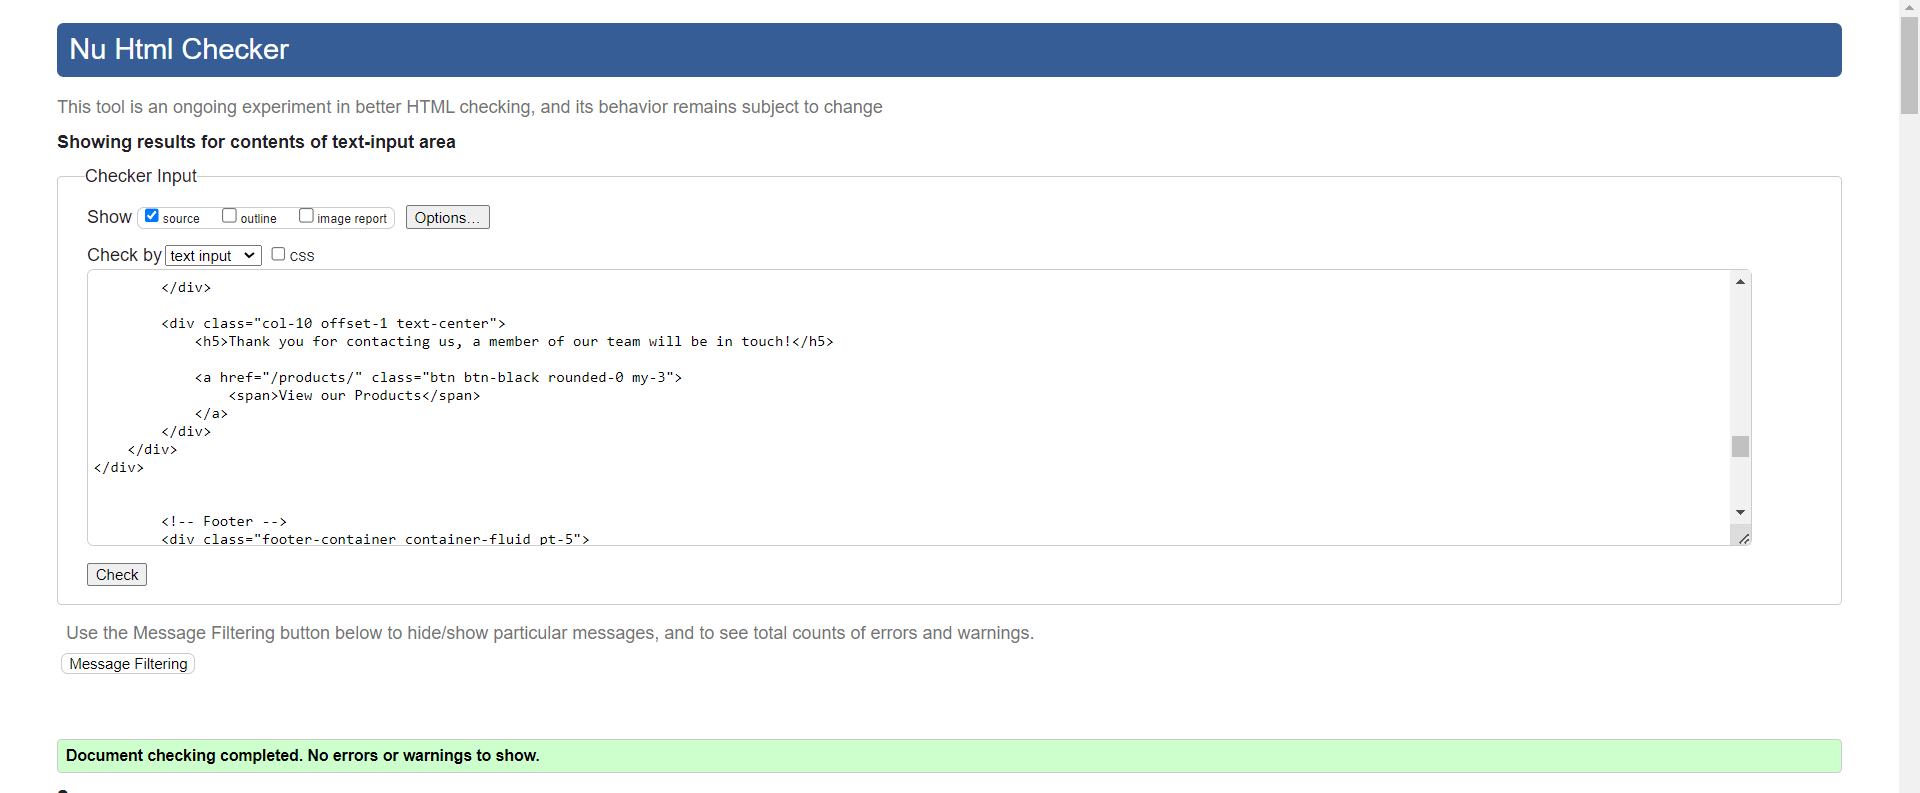 Nu Html Checker
This tool is an ongoing experiment in better HTML checking, and its behavior remains subject to change
Showing results for contents of text-input area
Checker Input
Show source outline image report Options...
Check by text input css
</div>
<div class="col-10 offset-1 text-center">
<h5>Thank you for contacting us, a member of our team will be in touch!</h5>
<a href="/products/" class="btn btn-black rounded-0 my-3">
<span>View our Products</span>
</a>
</div>
</div>
</div>
<!-- Footer -->
<div class="footer-container container-fluid pt-5">
Check
Use the Message Filtering button below to hide/show particular messages, and to see total counts of errors and warnings.
Message Filtering
Document checking completed. No errors or warnings to show.